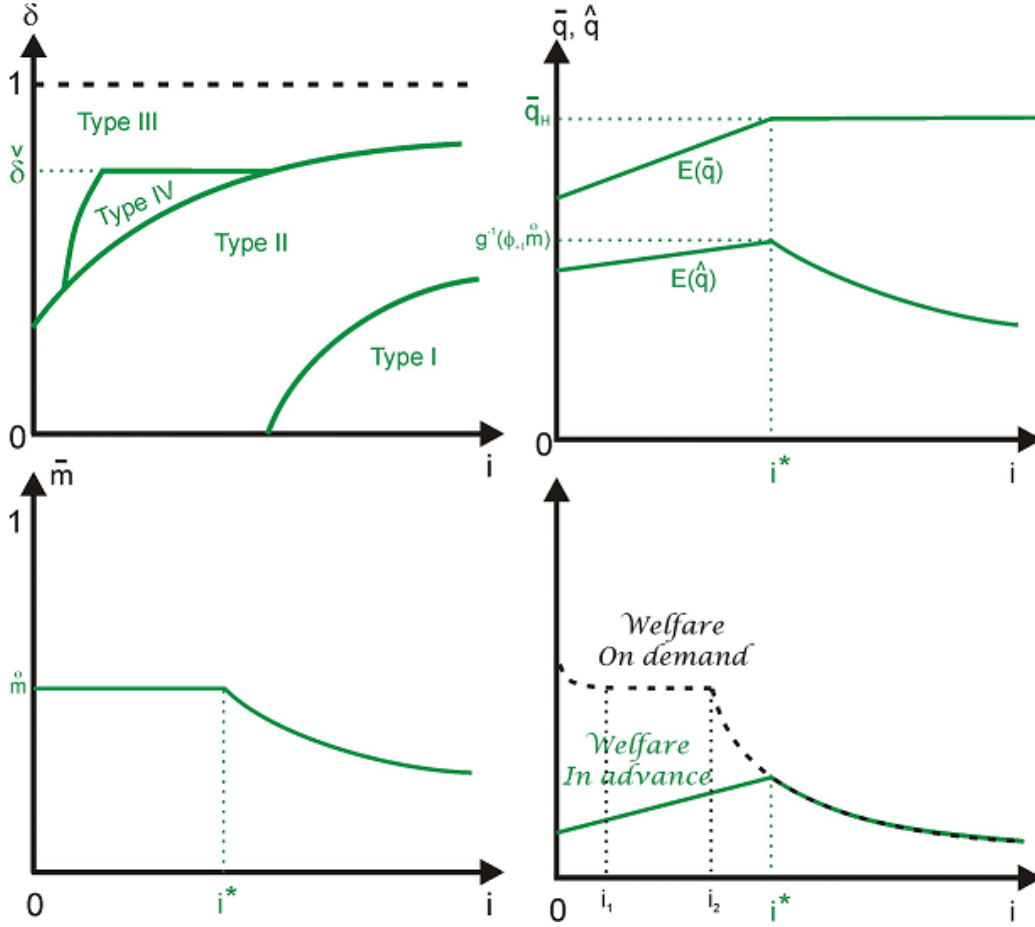 δ
1
Type III
δ̌
Type IV
Type II
Type I
0
i
q̄, q̂
q̄H
E(q̄)
g⁻¹(ϕ₊₁m̊)
E(q̂)
0
i*
i
m̄
1
m̊
0
i*
i
Welfare
On demand
Welfare
In advance
0
i₁
i₂
i*
i